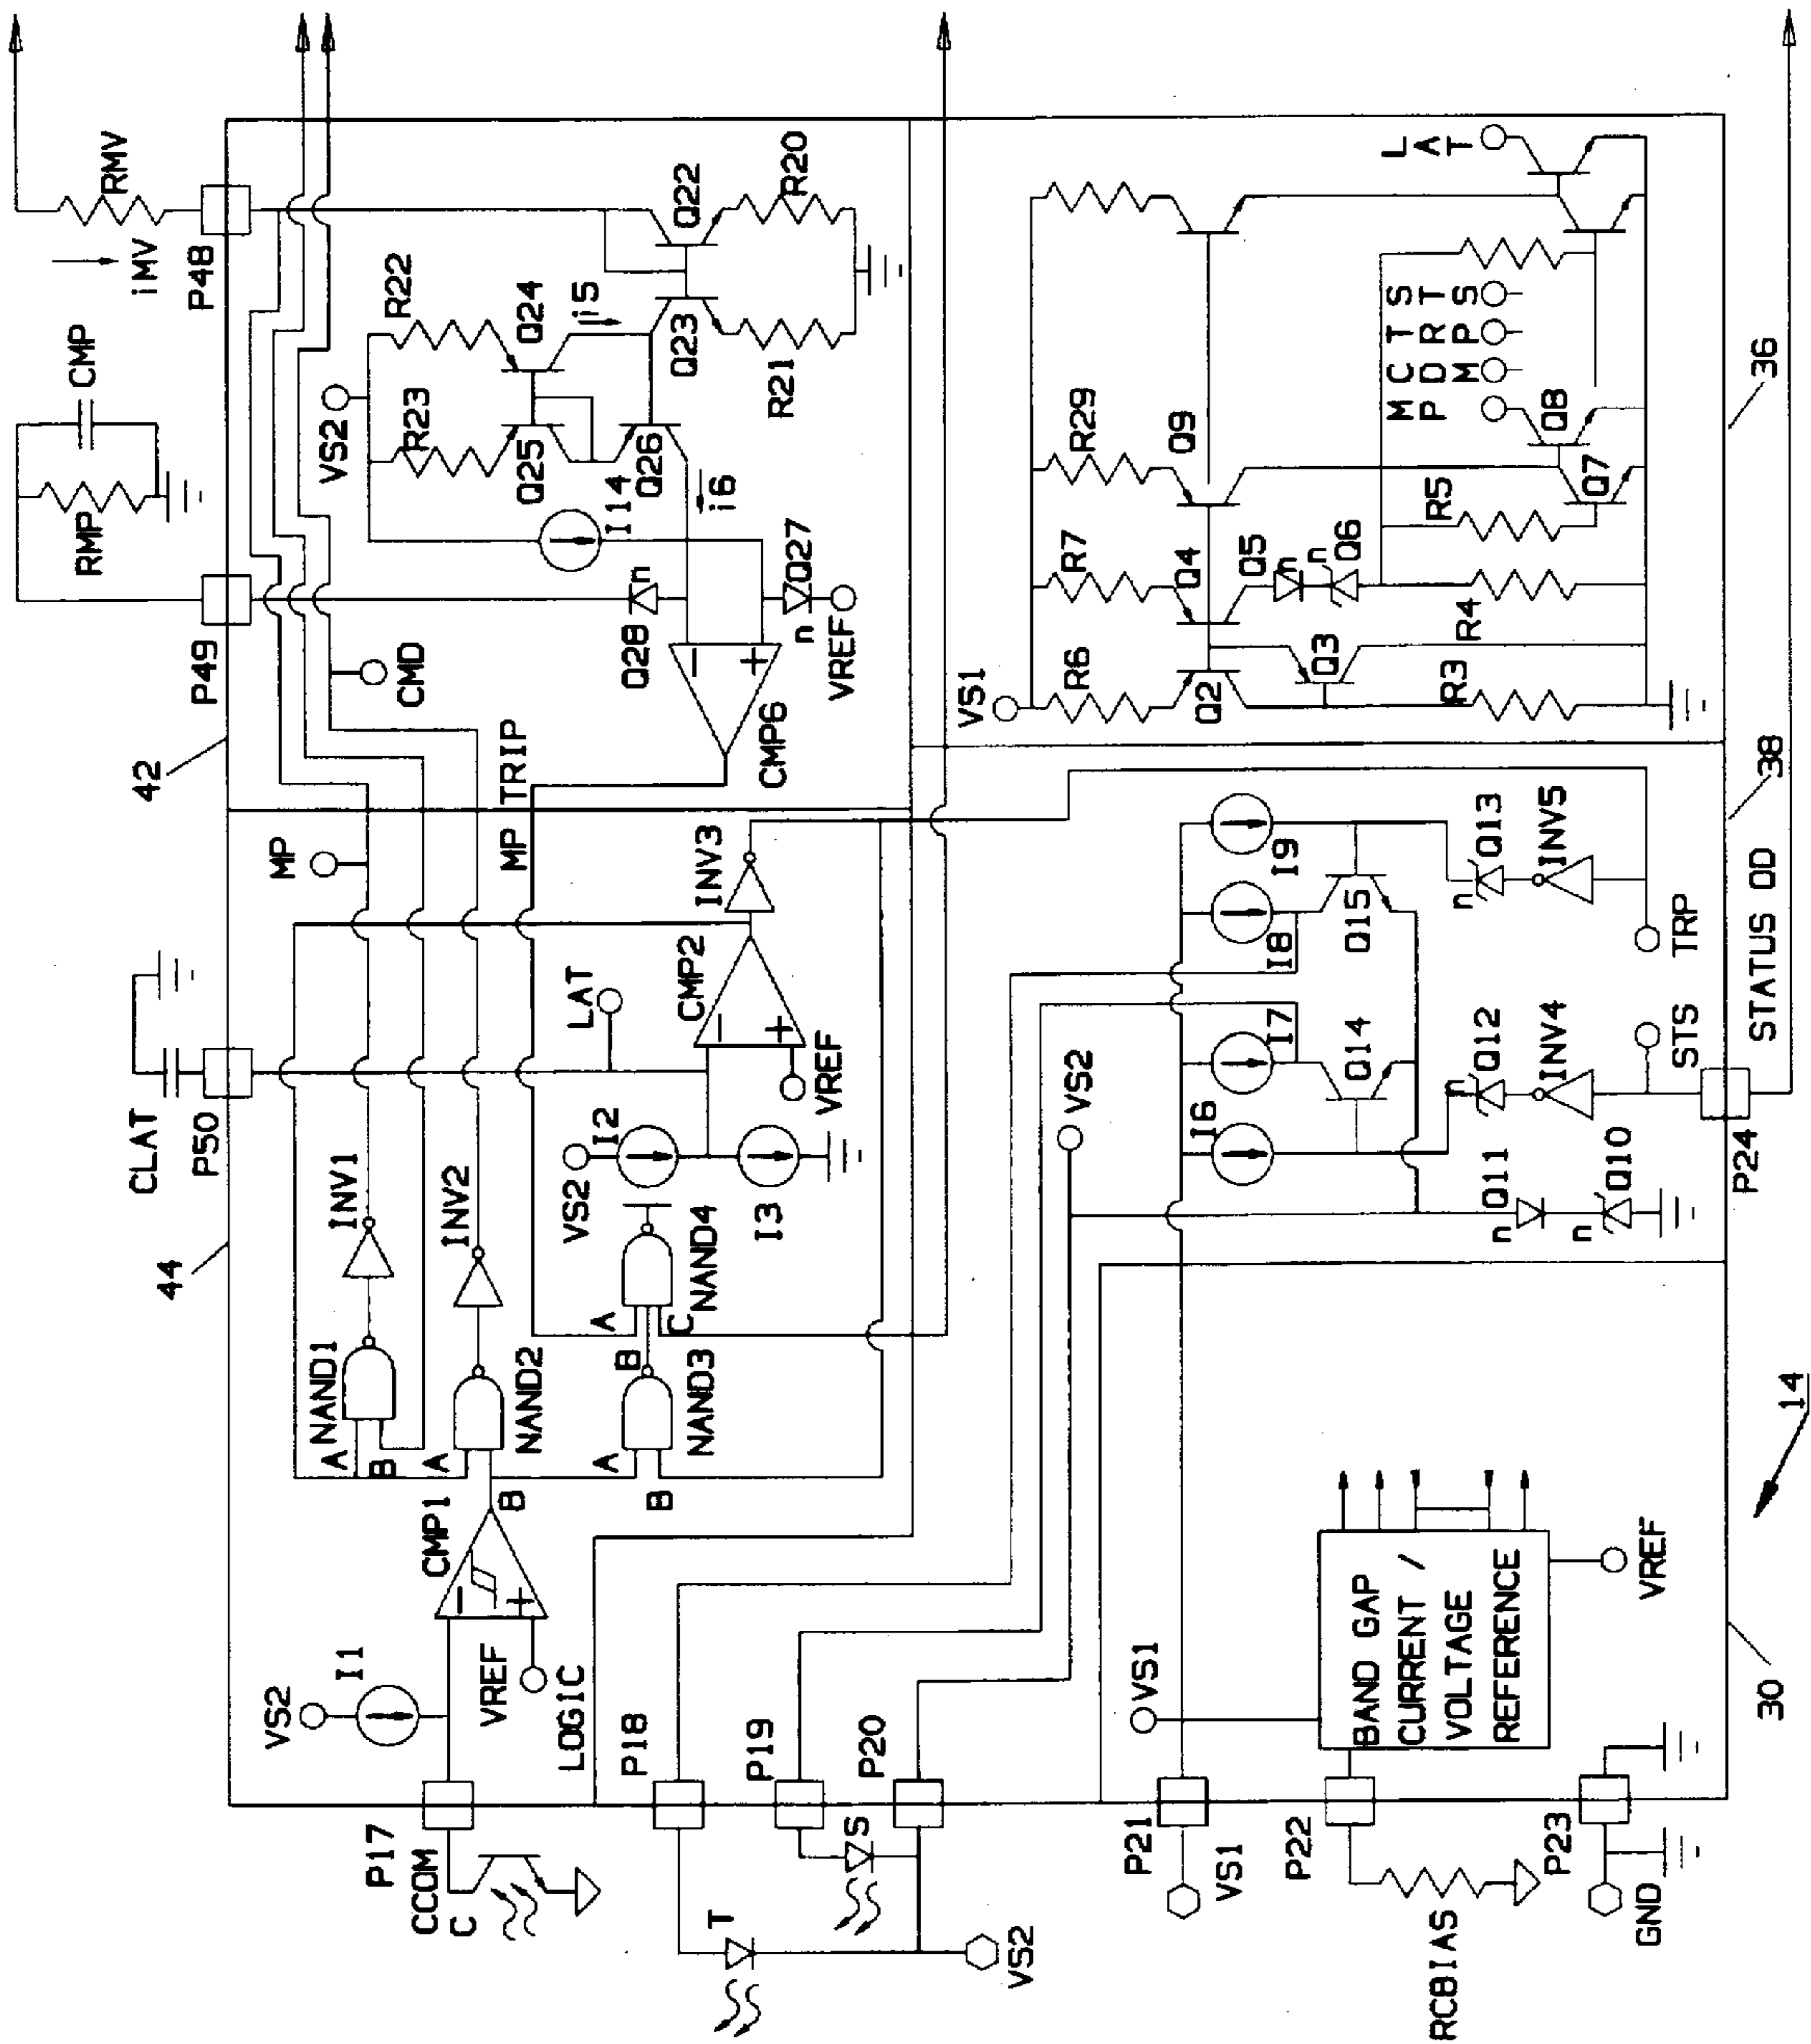 RMV
iMV
P48
CMP
RMP
P49
42
CLAT
P50
44
MP
CMD
VS2
R22
R23
Q24
Q25
i5
Q22
Q23
Q26
R20
R21
I14
i6
Q28
n
Q27
n
VREF
CMP6
MP TRIP
INV3
INV1
INV2
NAND1
A
B
NAND2
A
B
CMP1
VS2
I1
VREF
LOGIC
P17
CCOM
C
NAND3
A
B
NAND4
A
B
C
VS2
I2
I3
LAT
CMP2
VREF
P18
P19
P20
T
S
VS2
VS2
I6
I7
I8
I9
Q14
Q15
Q11
n
Q10
n
Q12
n
Q13
n
INV4
INV5
STS
TRP
P24
STATUS OD
38
VS1
R6
R7
R29
Q2
Q4
Q9
Q3
Q5
n
Q6
n
R3
R4
R5
Q7
Q8
M C T S
P D R T
M P S
L
A
T
36
P21
VS1
P22
RCBIAS
P23
GND
VS1
BAND GAP
CURRENT /
VOLTAGE
REFERENCE
VREF
30
14